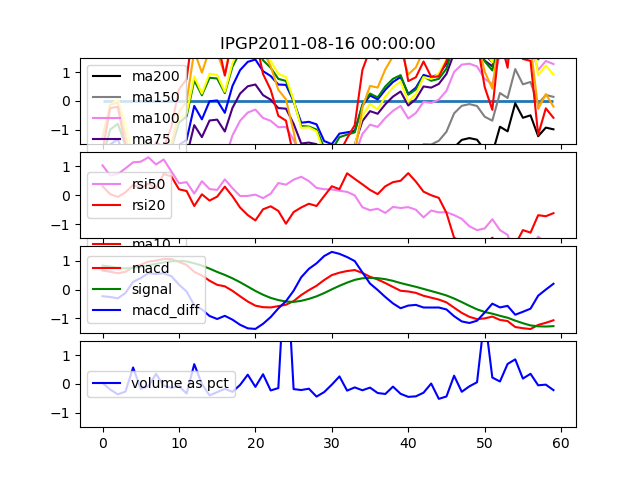 IPGP2011-08-16 00:00:00
1
0
−1
ma200
ma150
ma100
ma75
1
0
−1
rsi50
rsi20
ma10
1
0
−1
macd
signal
macd_diff
1
0
−1
volume as pct
0 10 20 30 40 50 60